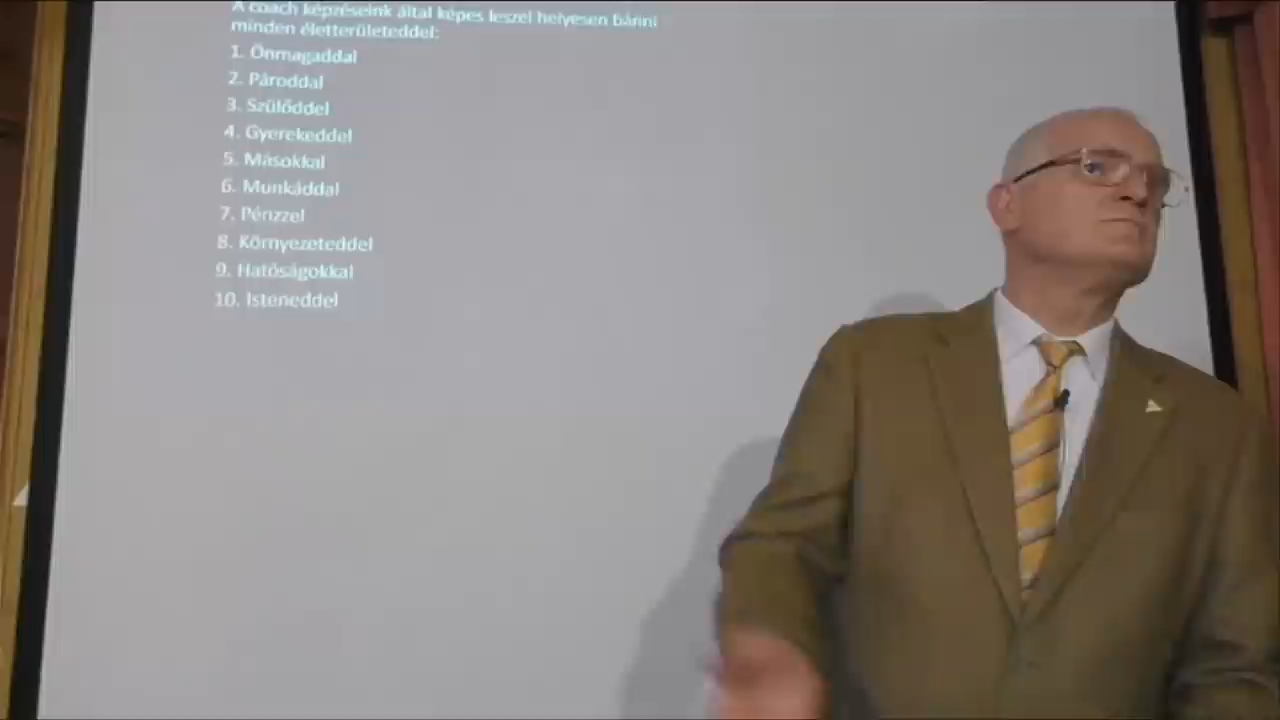 A coach képzéseink által képes leszel helyesen bánni
minden életterületeddel:
1. Önmagaddal
2. Pároddal
3. Szülőddel
4. Gyerekeddel
5. Másokkal
6. Munkáddal
7. Pénzzel
8. Környezeteddel
9. Hatóságokkal
10. Isteneddel